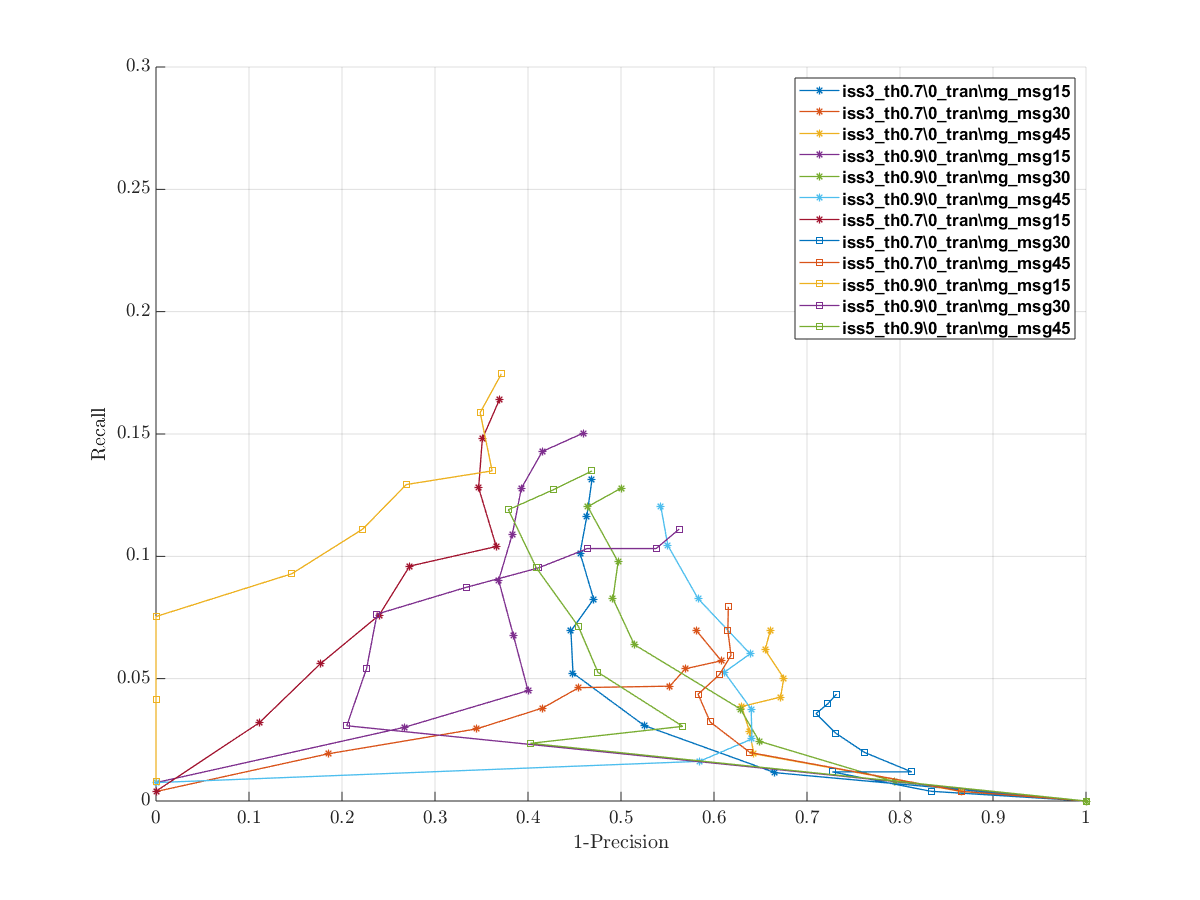 0.3
0.25
0.2
0.15
0.1
0.05
0
Recall
iss3_th0.7\0_tran\mg_msg15
iss3_th0.7\0_tran\mg_msg30
iss3_th0.7\0_tran\mg_msg45
iss3_th0.9\0_tran\mg_msg15
iss3_th0.9\0_tran\mg_msg30
iss3_th0.9\0_tran\mg_msg45
iss5_th0.7\0_tran\mg_msg15
iss5_th0.7\0_tran\mg_msg30
iss5_th0.7\0_tran\mg_msg45
iss5_th0.9\0_tran\mg_msg15
iss5_th0.9\0_tran\mg_msg30
iss5_th0.9\0_tran\mg_msg45
0 0.1 0.2 0.3 0.4 0.5 0.6 0.7 0.8 0.9 1
1-Precision